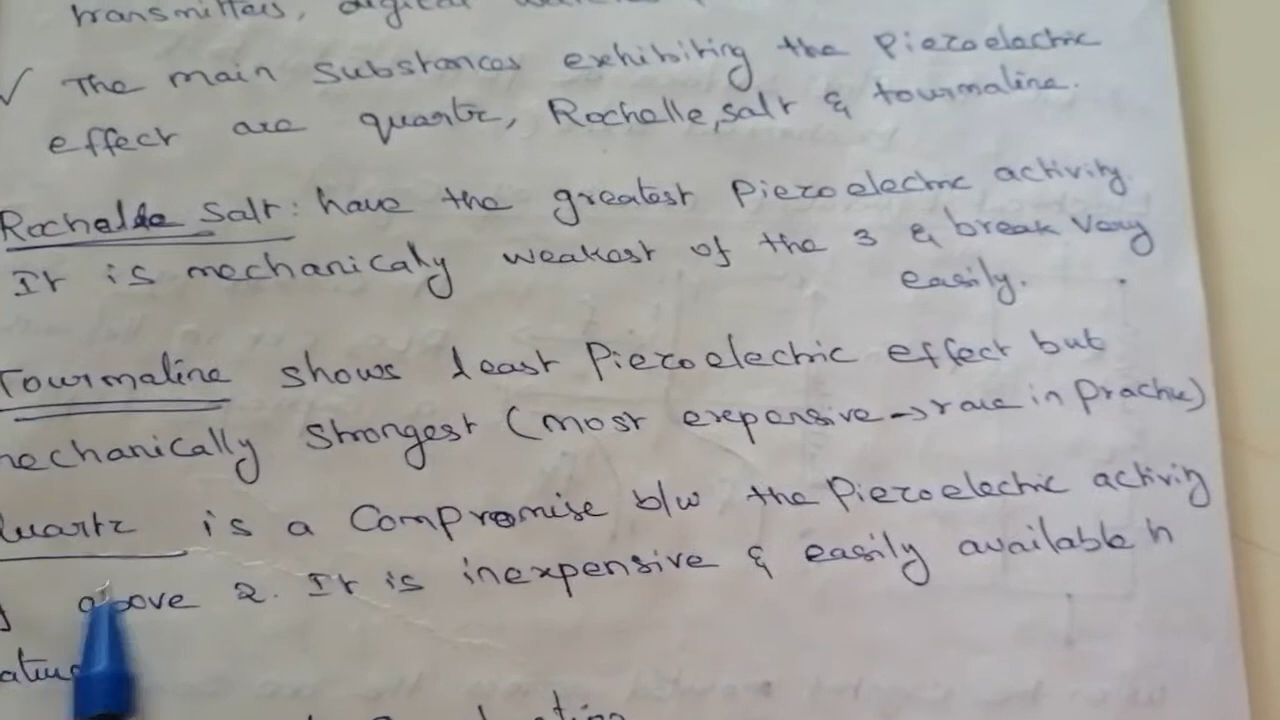 transmitters, digital
✓ The main substances exhibiting the Piezoelectric
effect are quartz, Rochelle, salt & tourmaline.
Rochelle Salt: have the greatest Piezoelectric activity.
It is mechanicaly weakest of the 3 & break very
easily.
Tourmaline shows least Piezoelectric effect but
mechanically strongest (most expensive → rare in practice)
Quartz is a Compromise b/w the Piezoelectric activity
above 2. It is inexpensive & easily available in